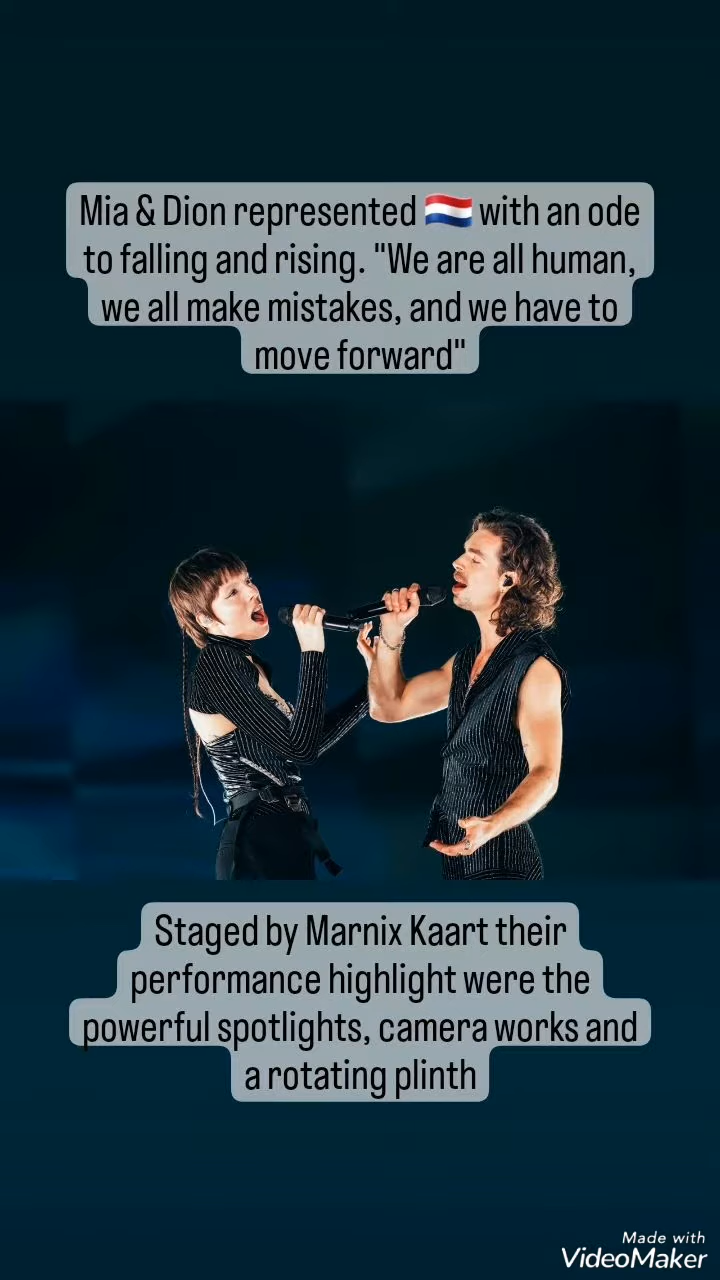 Mia & Dion represented 🇳🇱 with an ode
to falling and rising. "We are all human,
we all make mistakes, and we have to
move forward"
Staged by Marnix Kaart their
performance highlight were the
powerful spotlights, camera works and
a rotating plinth
Made with
VideoMaker